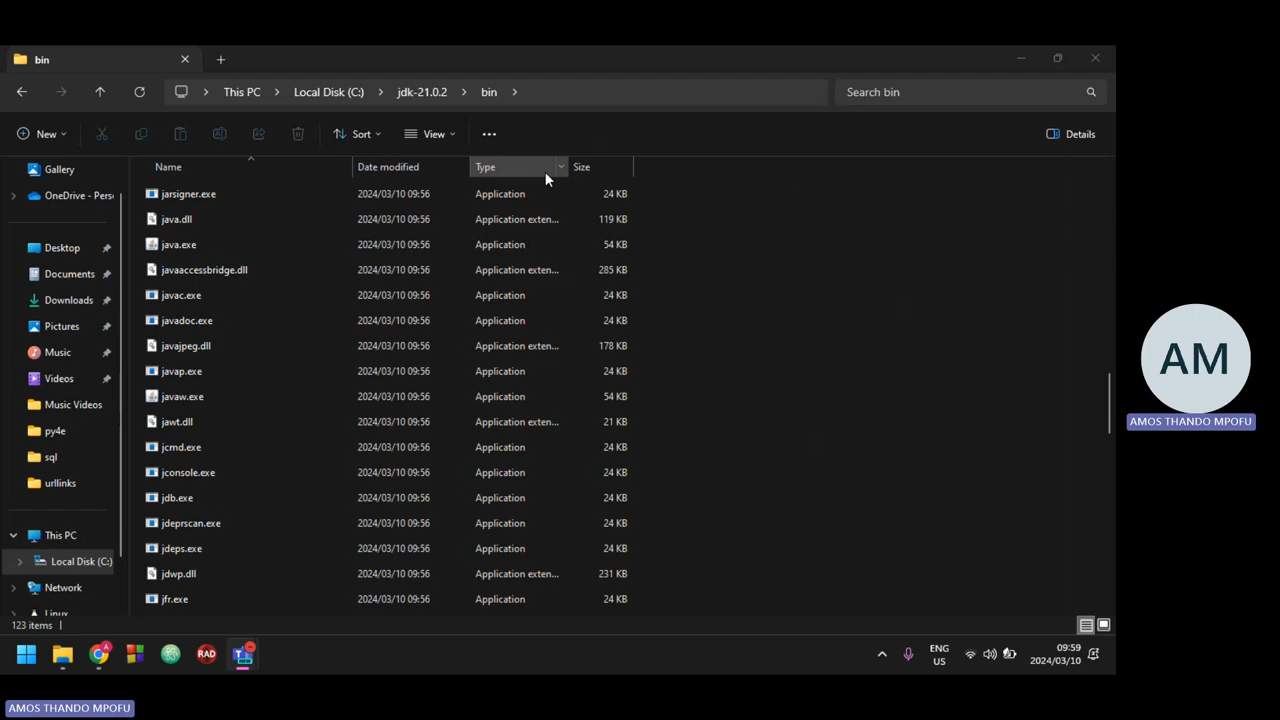 bin
This PC > Local Disk (C:) > jdk-21.0.2 > bin >
Search bin
New
Sort
View
Details
Name Date modified Type Size
Gallery
OneDrive - Pers
Desktop
Documents
Downloads
Pictures
Music
Videos
Music Videos
py4e
sql
urllinks
This PC
Local Disk (C:)
Network
Linux
jarsigner.exe 2024/03/10 09:56 Application 24 KB
java.dll 2024/03/10 09:56 Application exten... 119 KB
java.exe 2024/03/10 09:56 Application 54 KB
javaaccessbridge.dll 2024/03/10 09:56 Application exten... 285 KB
javac.exe 2024/03/10 09:56 Application 24 KB
javadoc.exe 2024/03/10 09:56 Application 24 KB
javajpeg.dll 2024/03/10 09:56 Application exten... 178 KB
javap.exe 2024/03/10 09:56 Application 24 KB
javaw.exe 2024/03/10 09:56 Application 54 KB
jawt.dll 2024/03/10 09:56 Application exten... 21 KB
jcmd.exe 2024/03/10 09:56 Application 24 KB
jconsole.exe 2024/03/10 09:56 Application 24 KB
jdb.exe 2024/03/10 09:56 Application 24 KB
jdeprscan.exe 2024/03/10 09:56 Application 24 KB
jdeps.exe 2024/03/10 09:56 Application 24 KB
jdwp.dll 2024/03/10 09:56 Application exten... 231 KB
jfr.exe 2024/03/10 09:56 Application 24 KB
123 items
RAD
ENG
US
09:59
2024/03/10
AM
AMOS THANDO MPOFU
AMOS THANDO MPOFU